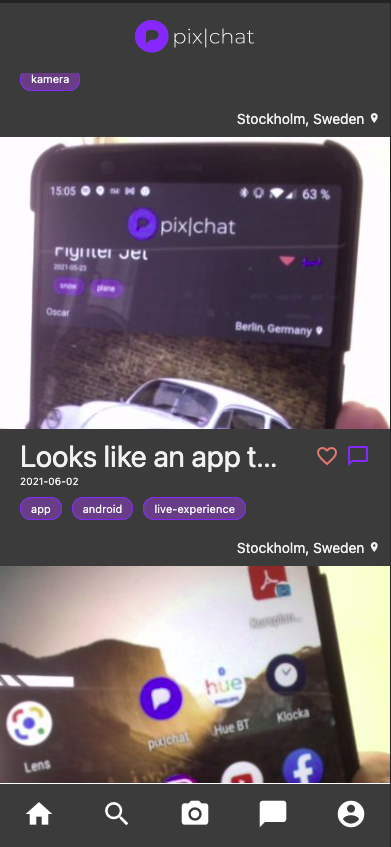 pix|chat
kamera
Stockholm, Sweden
15:05
63 %
pix|chat
Fighter Jet
2021-05-23
snow
plane
Oscar
Berlin, Germany
Looks like an app t...
2021-06-02
app
android
live-experience
Stockholm, Sweden
Kursplan...
hue
PHILIPS
Lens
pix|chat
Hue BT
Klocka